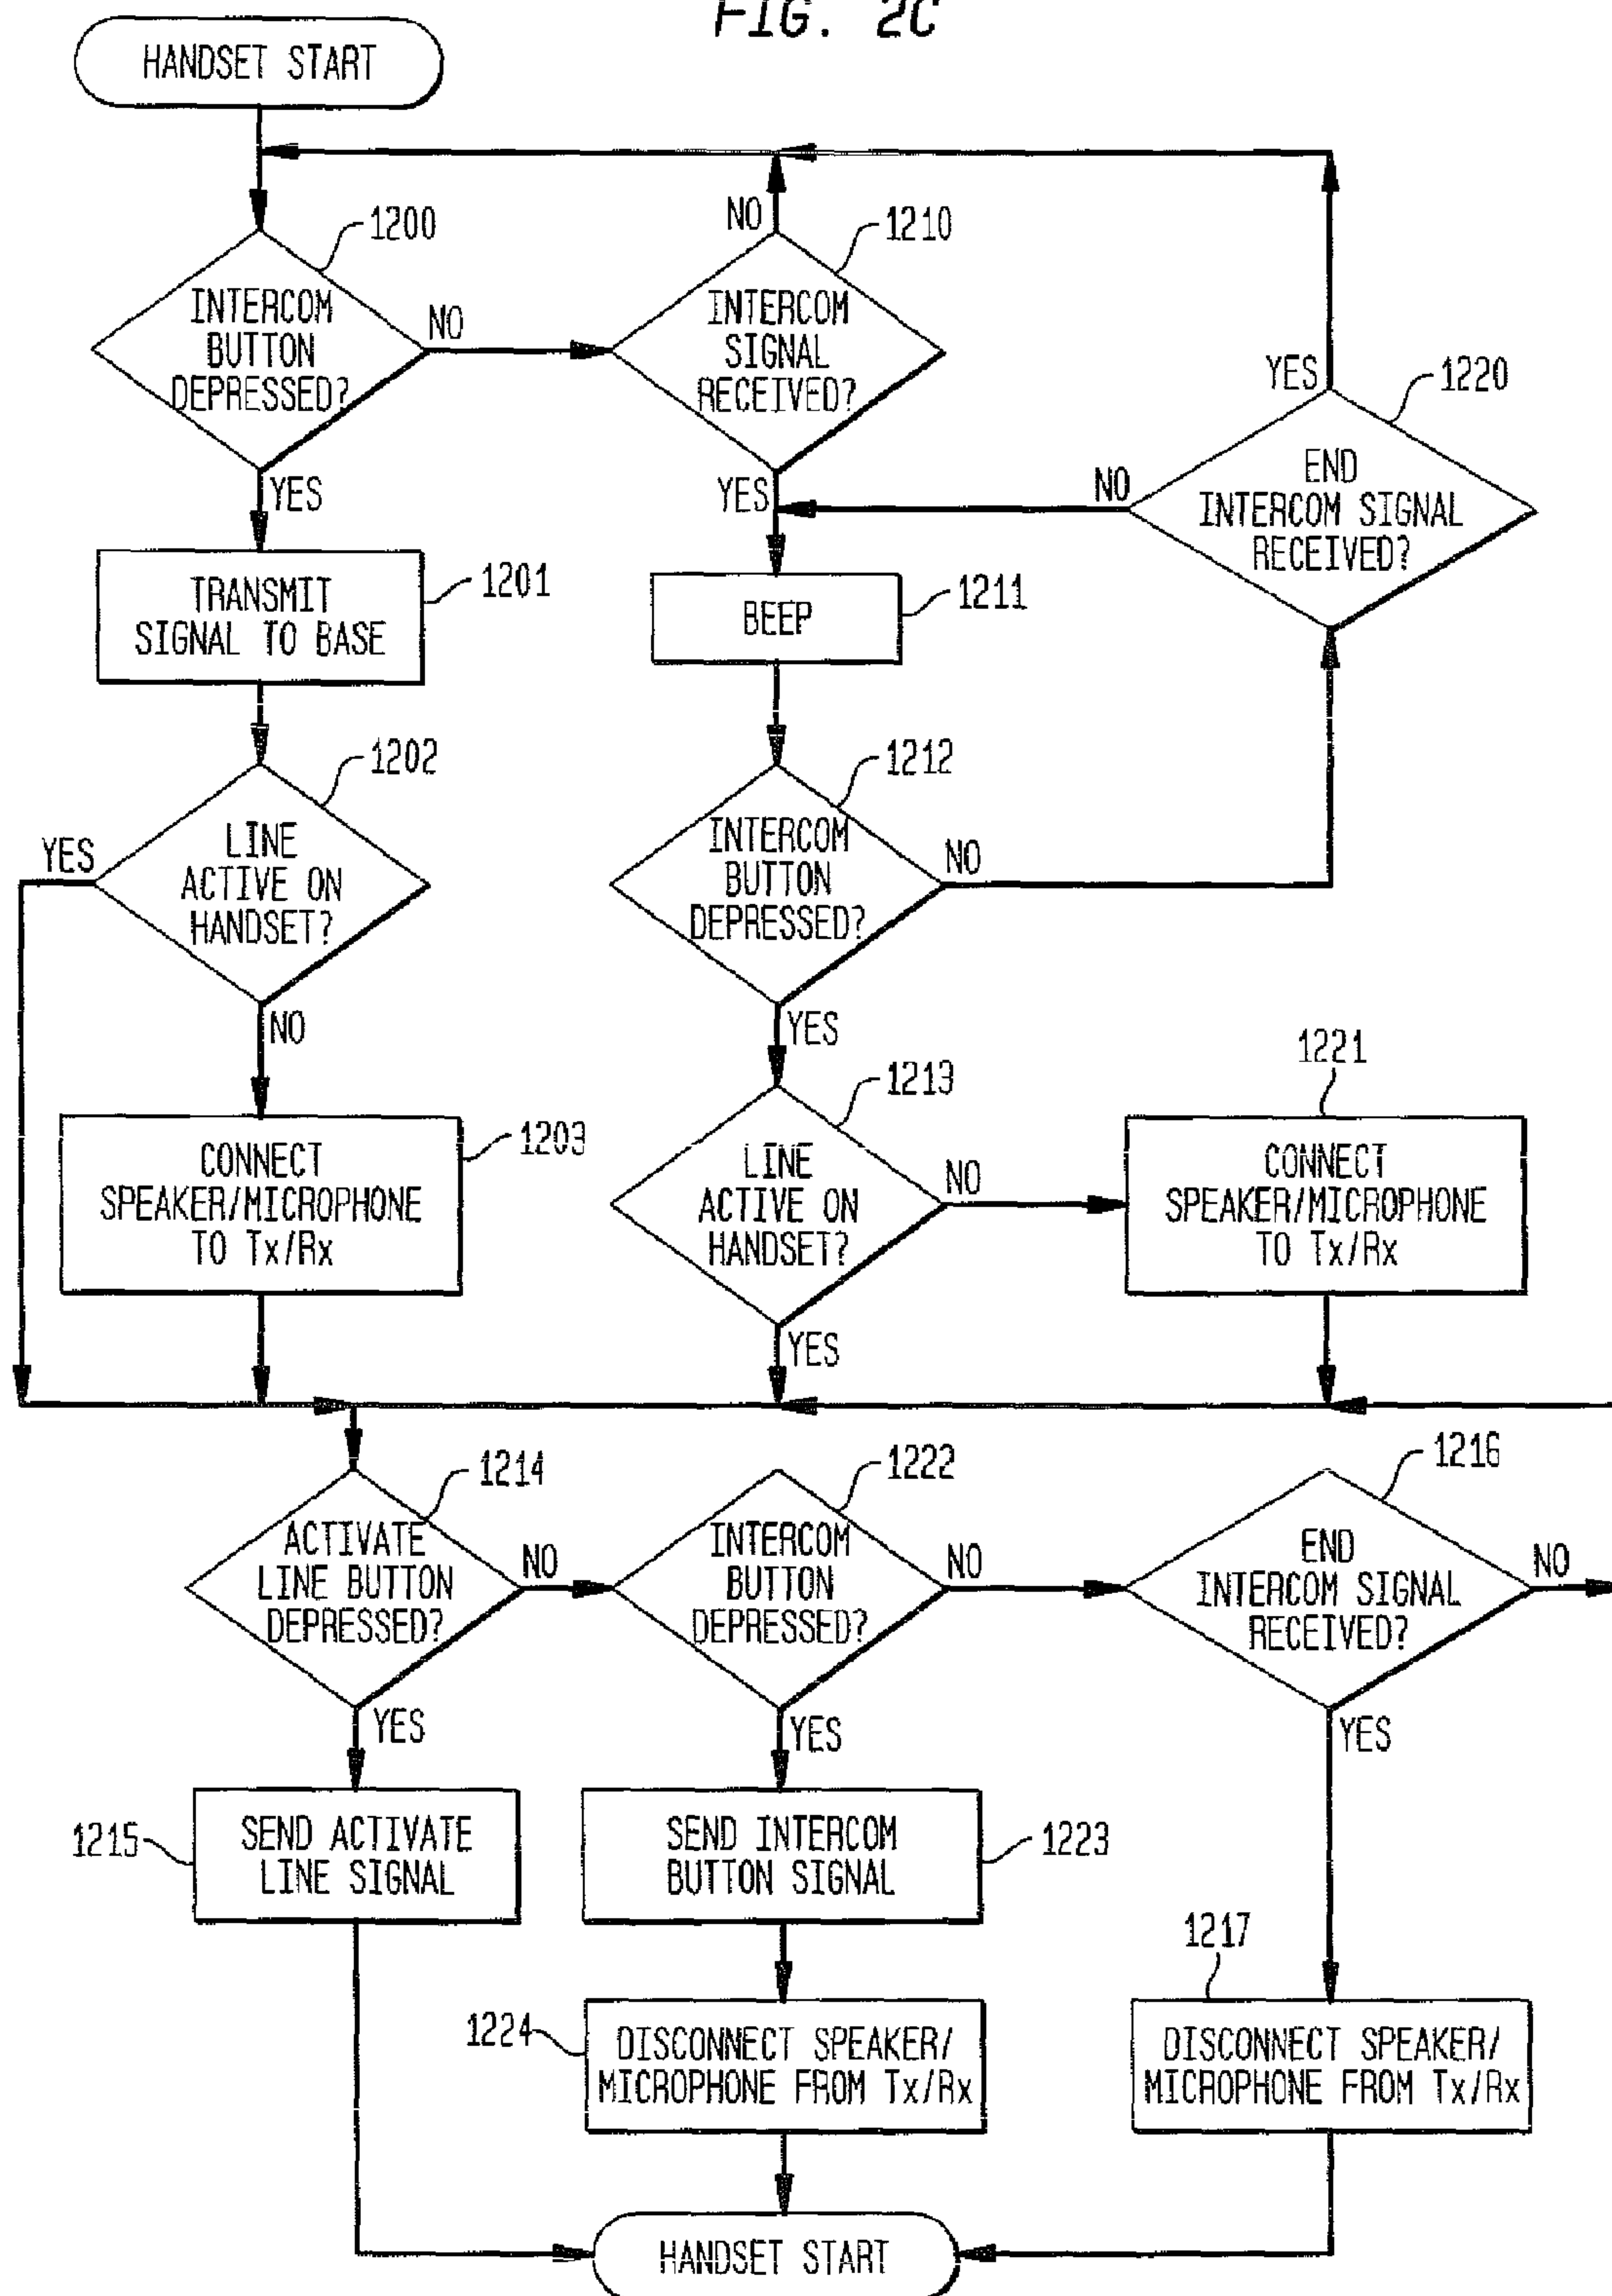 FIG. 2C
HANDSET START
1200
INTERCOM
BUTTON
DEPRESSED?
NO
YES
1210
INTERCOM
SIGNAL
RECEIVED?
NO
YES
1220
END
INTERCOM SIGNAL
RECEIVED?
YES
NO
1201
TRANSMIT
SIGNAL TO BASE
1211
BEEP
1202
LINE
ACTIVE ON
HANDSET?
YES
NO
1212
INTERCOM
BUTTON
DEPRESSED?
NO
YES
1203
CONNECT
SPEAKER/MICROPHONE
TO Tx/Rx
1213
LINE
ACTIVE ON
HANDSET?
NO
YES
1221
CONNECT
SPEAKER/MICROPHONE
TO Tx/Rx
1214
ACTIVATE
LINE BUTTON
DEPRESSED?
NO
YES
1222
INTERCOM
BUTTON
DEPRESSED?
NO
YES
1216
END
INTERCOM SIGNAL
RECEIVED?
NO
YES
1215
SEND ACTIVATE
LINE SIGNAL
1223
SEND INTERCOM
BUTTON SIGNAL
1224
DISCONNECT SPEAKER/
MICROPHONE FROM Tx/Rx
1217
DISCONNECT SPEAKER/
MICROPHONE FROM Tx/Rx
HANDSET START